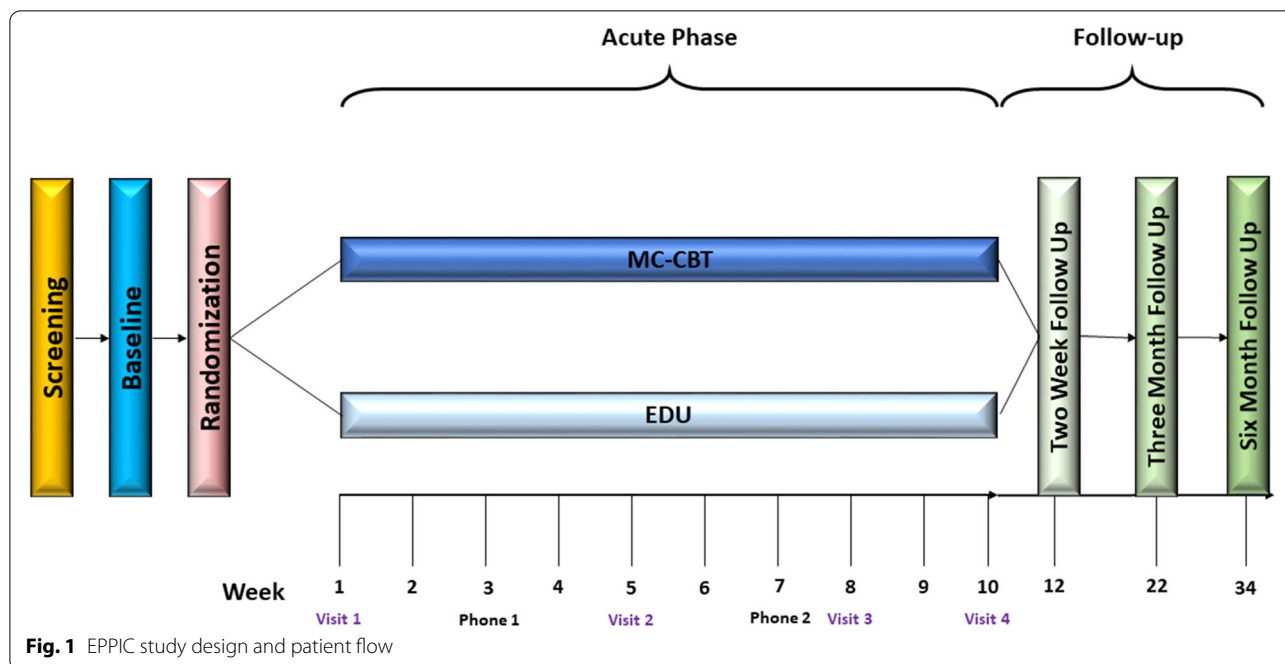 Acute Phase
Follow-up
Screening
Baseline
Randomization
MC-CBT
EDU
Two Week Follow Up
Three Month Follow Up
Six Month Follow Up
Week 1 2 3 4 5 6 7 8 9 10 12 22 34
Visit 1 Phone 1 Visit 2 Phone 2 Visit 3 Visit 4
Fig. 1 EPPIC study design and patient flow